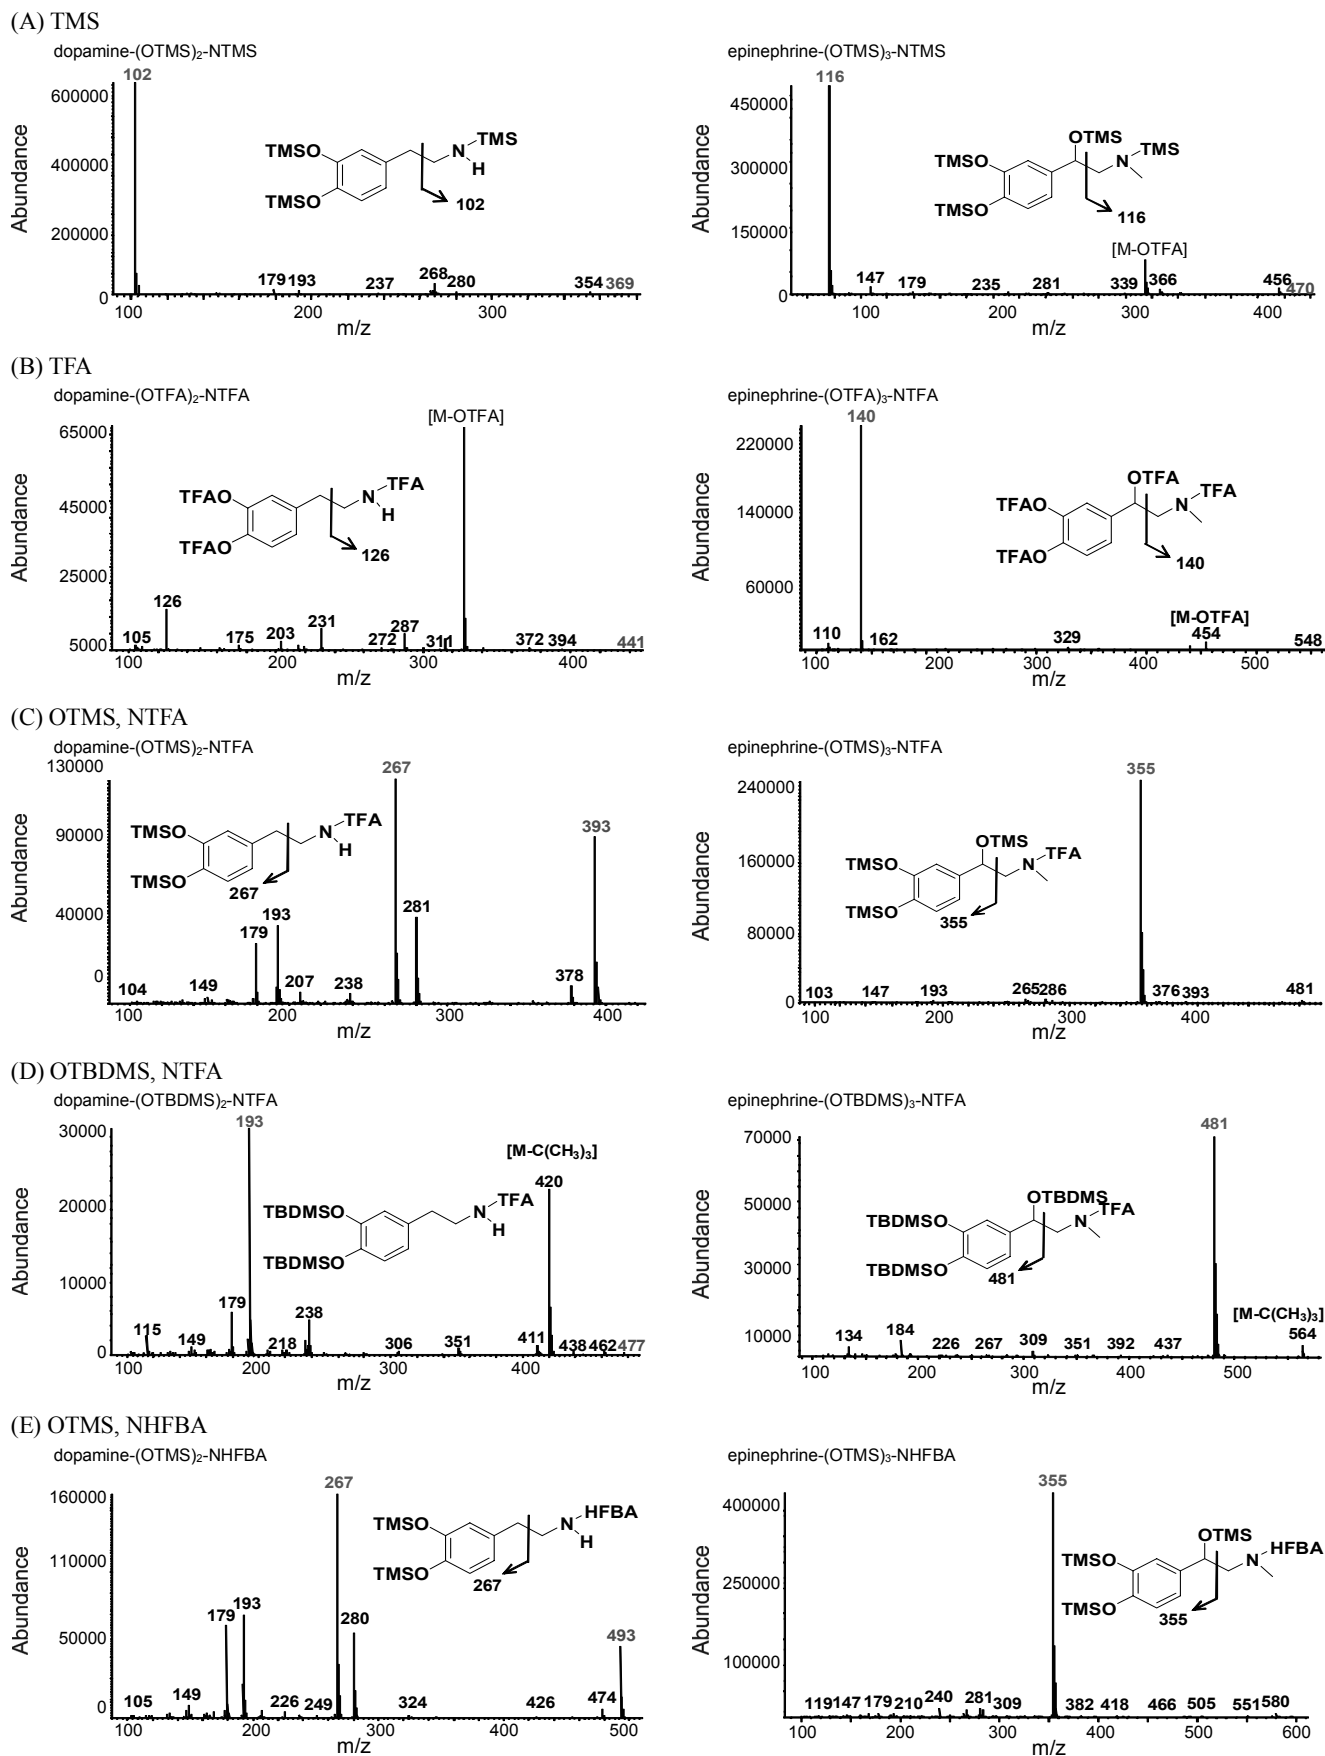 (A) TMS
dopamine-(OTMS)₂-NTMS
epinephrine-(OTMS)₃-NTMS
102
116
600000
400000
200000
0
Abundance
TMSO
TMSO
N
TMS
H
102
179 193 237 268 280 354 369
100 200 300
m/z
450000
300000
150000
0
Abundance
OTMS
TMSO
TMSO
N
TMS
116
[M-OTFA]
147 179 235 281 339 366 456 470
100 200 300 400
m/z
(B) TFA
dopamine-(OTFA)₂-NTFA
epinephrine-(OTFA)₃-NTFA
[M-OTFA]
140
65000
45000
25000
5000
Abundance
TFAO
TFAO
N
TFA
H
126
126
105 175 203 231 272 287 311 372 394 441
100 200 300 400
m/z
220000
140000
60000
Abundance
OTFA
TFAO
TFAO
N
TFA
140
[M-OTFA]
110 162 329 454 548
100 200 300 400 500
m/z
(C) OTMS, NTFA
dopamine-(OTMS)₂-NTFA
epinephrine-(OTMS)₃-NTFA
130000
90000
40000
0
Abundance
267
393
TMSO
TMSO
N
TFA
H
267
104 149 179 193 207 238 281 378
100 200 300 400
m/z
355
240000
160000
80000
0
Abundance
OTMS
TMSO
TMSO
N
TFA
355
103 147 193 265 286 376 393 481
100 200 300 400
m/z
(D) OTBDMS, NTFA
dopamine-(OTBDMS)₂-NTFA
epinephrine-(OTBDMS)₃-NTFA
193
30000
20000
10000
0
Abundance
[M-C(CH₃)₃]
420
TBDMSO
TBDMSO
N
TFA
H
115 149 179 218 238 306 351 411 438 462 477
100 200 300 400
m/z
481
70000
50000
30000
10000
Abundance
OTBDMS
TBDMSO
TBDMSO
N
TFA
481
[M-C(CH₃)₃]
564
134 184 226 267 309 351 392 437
100 200 300 400 500
m/z
(E) OTMS, NHFBA
dopamine-(OTMS)₂-NHFBA
epinephrine-(OTMS)₃-NHFBA
267
160000
110000
50000
0
Abundance
TMSO
TMSO
N
HFBA
H
267
105 149 179 193 226 249 280 324 426 474 493
100 200 300 400 500
m/z
355
400000
250000
100000
Abundance
OTMS
TMSO
TMSO
N
HFBA
355
119 147 179 210 240 281 309 382 418 466 505 551 580
100 200 300 400 500 600
m/z